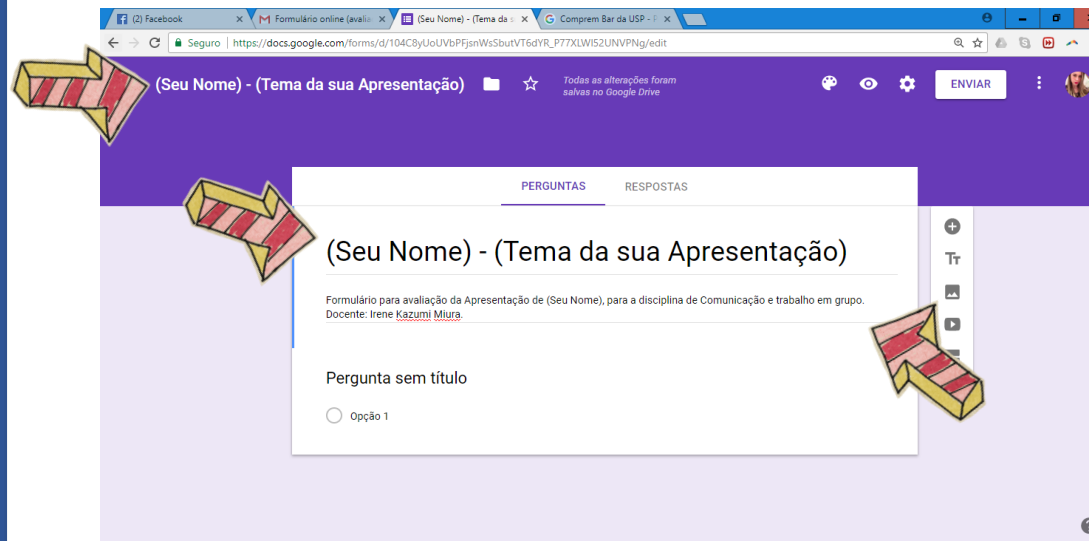 (2) Facebook
Formulário online (avalia
(Seu Nome) - (Tema da s
Comprem Bar da USP -
Seguro | https://docs.google.com/forms/d/104C8yUoUVbPFjsnWsSbutVT6dYR_P77XLWI52UNVPNg/edit
(Seu Nome) - (Tema da sua Apresentação)
Todas as alterações foram
salvas no Google Drive
ENVIAR
PERGUNTAS RESPOSTAS
(Seu Nome) - (Tema da sua Apresentação)
Formulário para avaliação da Apresentação de (Seu Nome), para a disciplina de Comunicação e trabalho em grupo.
Docente: Irene Kazumi Miura.
Pergunta sem título
Opção 1